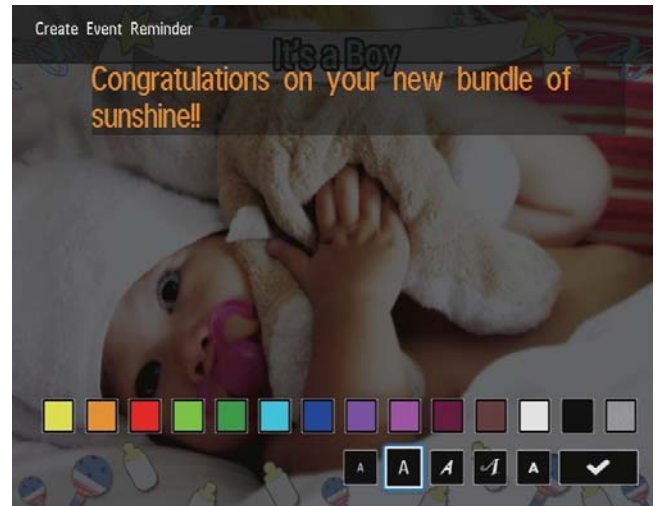 Create Event Reminder
It's a Boy
Congratulations on your new bundle of
sunshine!!
A A A A A